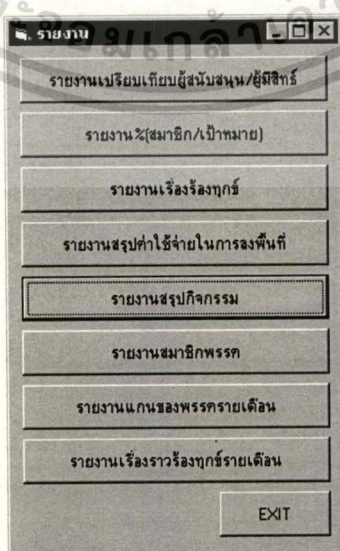 รายงาน
รายงานเปรียบเทียบผู้สนับสนุน/ผู้มีสิทธ์
รายงาน%(สมาชิก/เป้าหมาย)
รายงานเรื่องร้องทุกข์
รายงานสรุปค่าใช้จ่ายในการลงพื้นที่
รายงานสรุปกิจกรรม
รายงานสมาชิกพรรค
รายงานแกนของพรรครายเดือน
รายงานเรื่องราวร้องทุกข์รายเดือน
EXIT